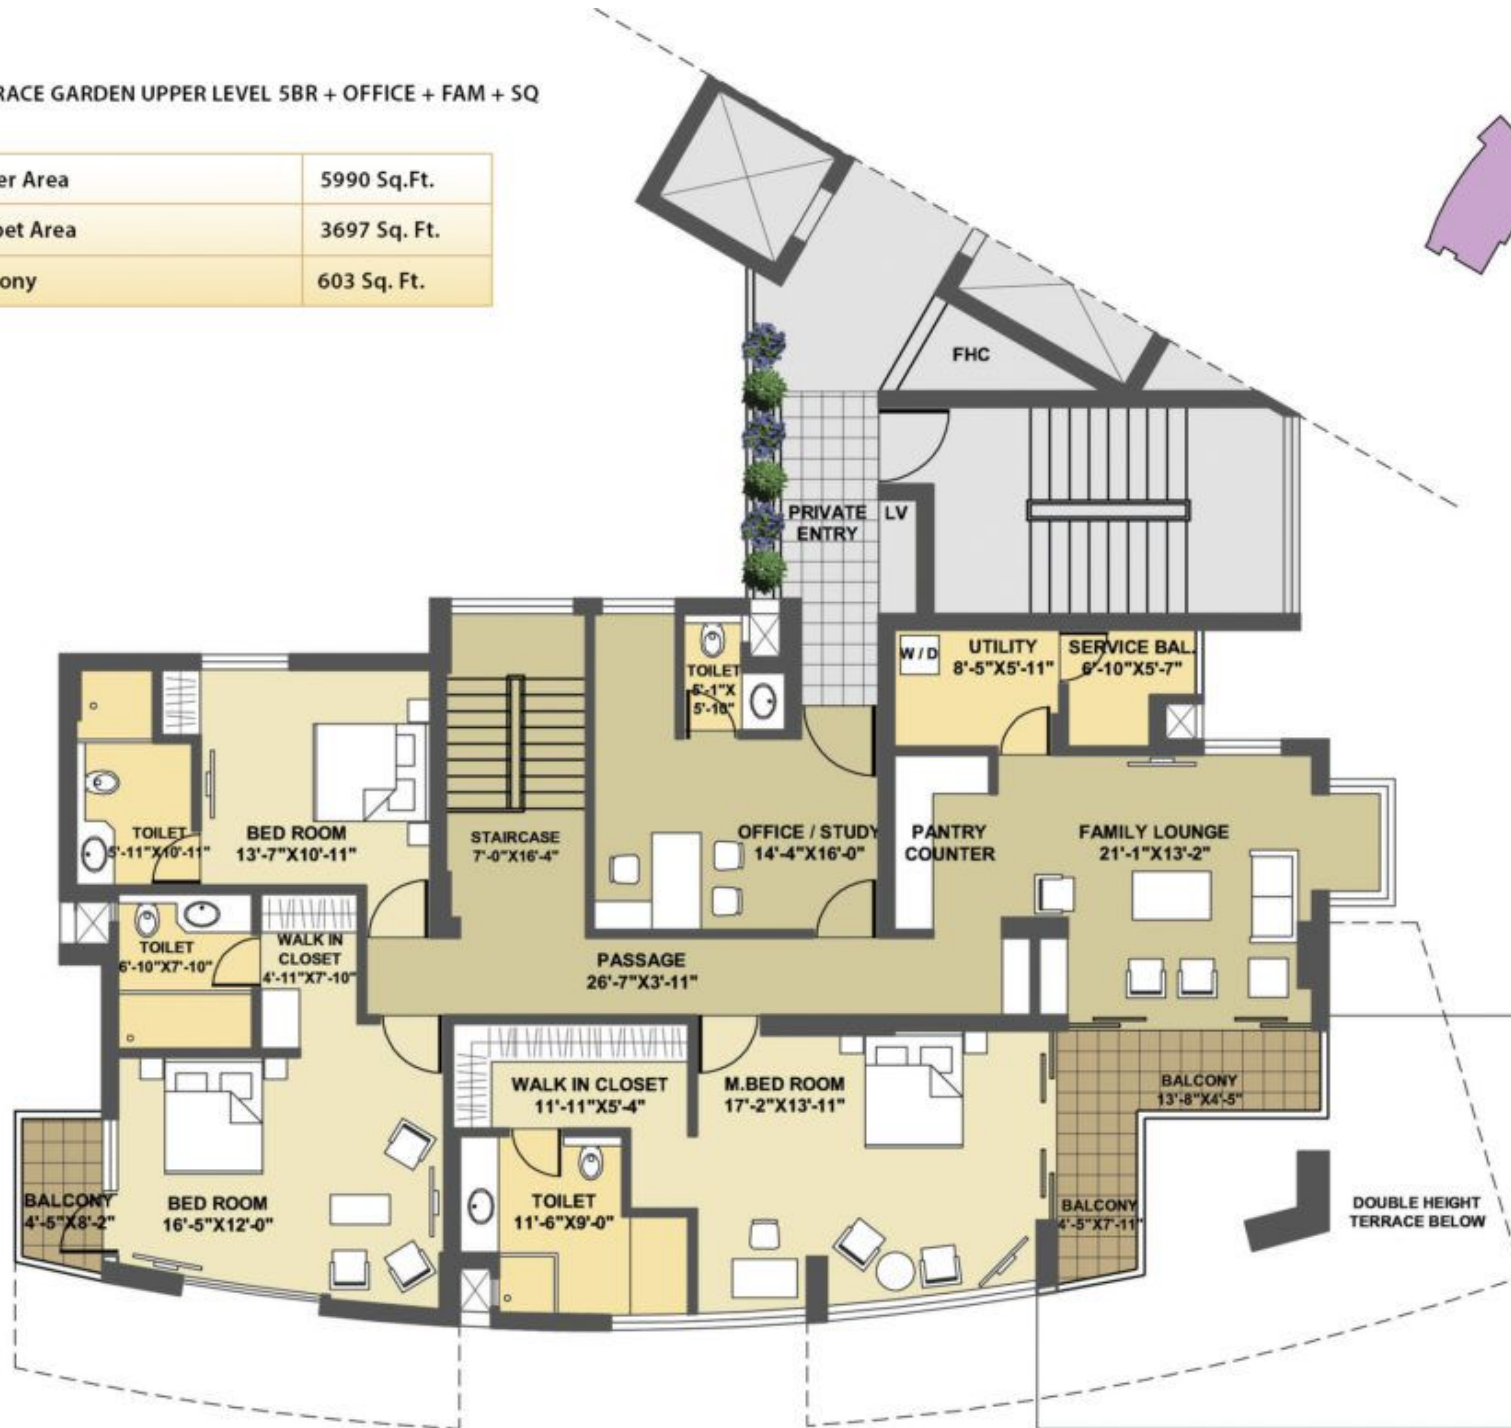 RACE GARDEN UPPER LEVEL 5BR + OFFICE + FAM + SQ
er Area 5990 Sq.Ft.
pet Area 3697 Sq. Ft.
ony 603 Sq. Ft.
FHC
PRIVATE
ENTRY
LV
TOILET
5'-1"X
5'-10"
W / D
UTILITY
8'-5"X5'-11"
SERVICE BAL.
6'-10"X5'-7"
TOILET
5'-11"X10'-11"
BED ROOM
13'-7"X10'-11"
STAIRCASE
7'-0"X16'-4"
OFFICE / STUDY
14'-4"X16'-0"
PANTRY
COUNTER
FAMILY LOUNGE
21'-1"X13'-2"
TOILET
6'-10"X7'-10"
WALK IN
CLOSET
4'-11"X7'-10"
PASSAGE
26'-7"X3'-11"
WALK IN CLOSET
11'-11"X5'-4"
M.BED ROOM
17'-2"X13'-11"
BALCONY
13'-8"X4'-5"
BALCONY
4'-5"X8'-2"
BED ROOM
16'-5"X12'-0"
TOILET
11'-6"X9'-0"
BALCONY
4'-5"X7'-11"
DOUBLE HEIGHT
TERRACE BELOW